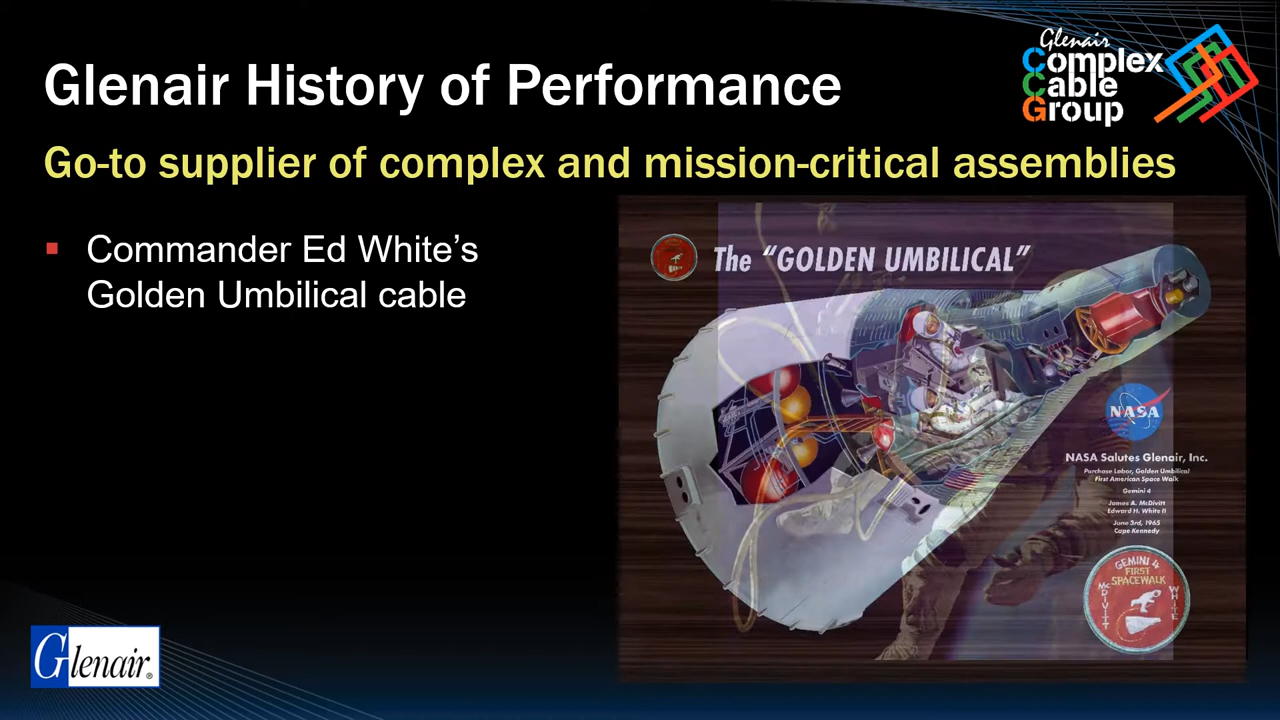 Glenair History of Performance
Glenair
Complex
Cable
Group
Go-to supplier of complex and mission-critical assemblies
Commander Ed White's
Golden Umbilical cable
The “GOLDEN UMBILICAL”
NASA
NASA Salutes Glenair, Inc.
Purchase Labor, Golden Umbilical
First American Space Walk
Gemini 4
James A. McDivitt
Edward H. White II
June 3rd, 1965
Cape Kennedy
GEMINI 4
FIRST
SPACEWALK
McDIVITT
WHITE
Glenair®